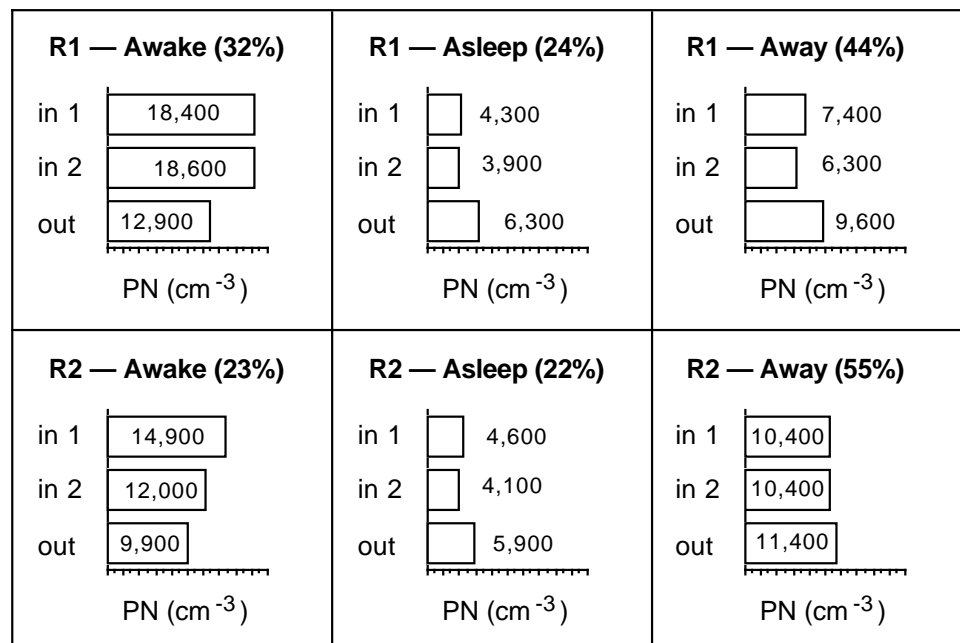 R1 — Awake (32%)
in 1 18,400
in 2 18,600
out 12,900
PN (cm⁻³)
R1 — Asleep (24%)
in 1 4,300
in 2 3,900
out 6,300
PN (cm⁻³)
R1 — Away (44%)
in 1 7,400
in 2 6,300
out 9,600
PN (cm⁻³)
R2 — Awake (23%)
in 1 14,900
in 2 12,000
out 9,900
PN (cm⁻³)
R2 — Asleep (22%)
in 1 4,600
in 2 4,100
out 5,900
PN (cm⁻³)
R2 — Away (55%)
in 1 10,400
in 2 10,400
out 11,400
PN (cm⁻³)